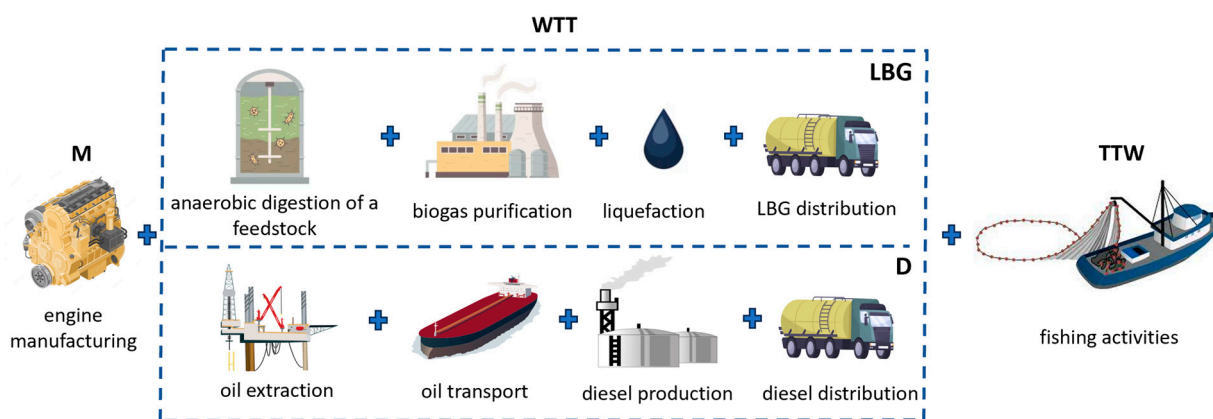 WTT
LBG
M
TTW
anaerobic digestion of a
feedstock
biogas purification
liquefaction
LBG distribution
D
engine
manufacturing
oil extraction
oil transport
diesel production
diesel distribution
fishing activities